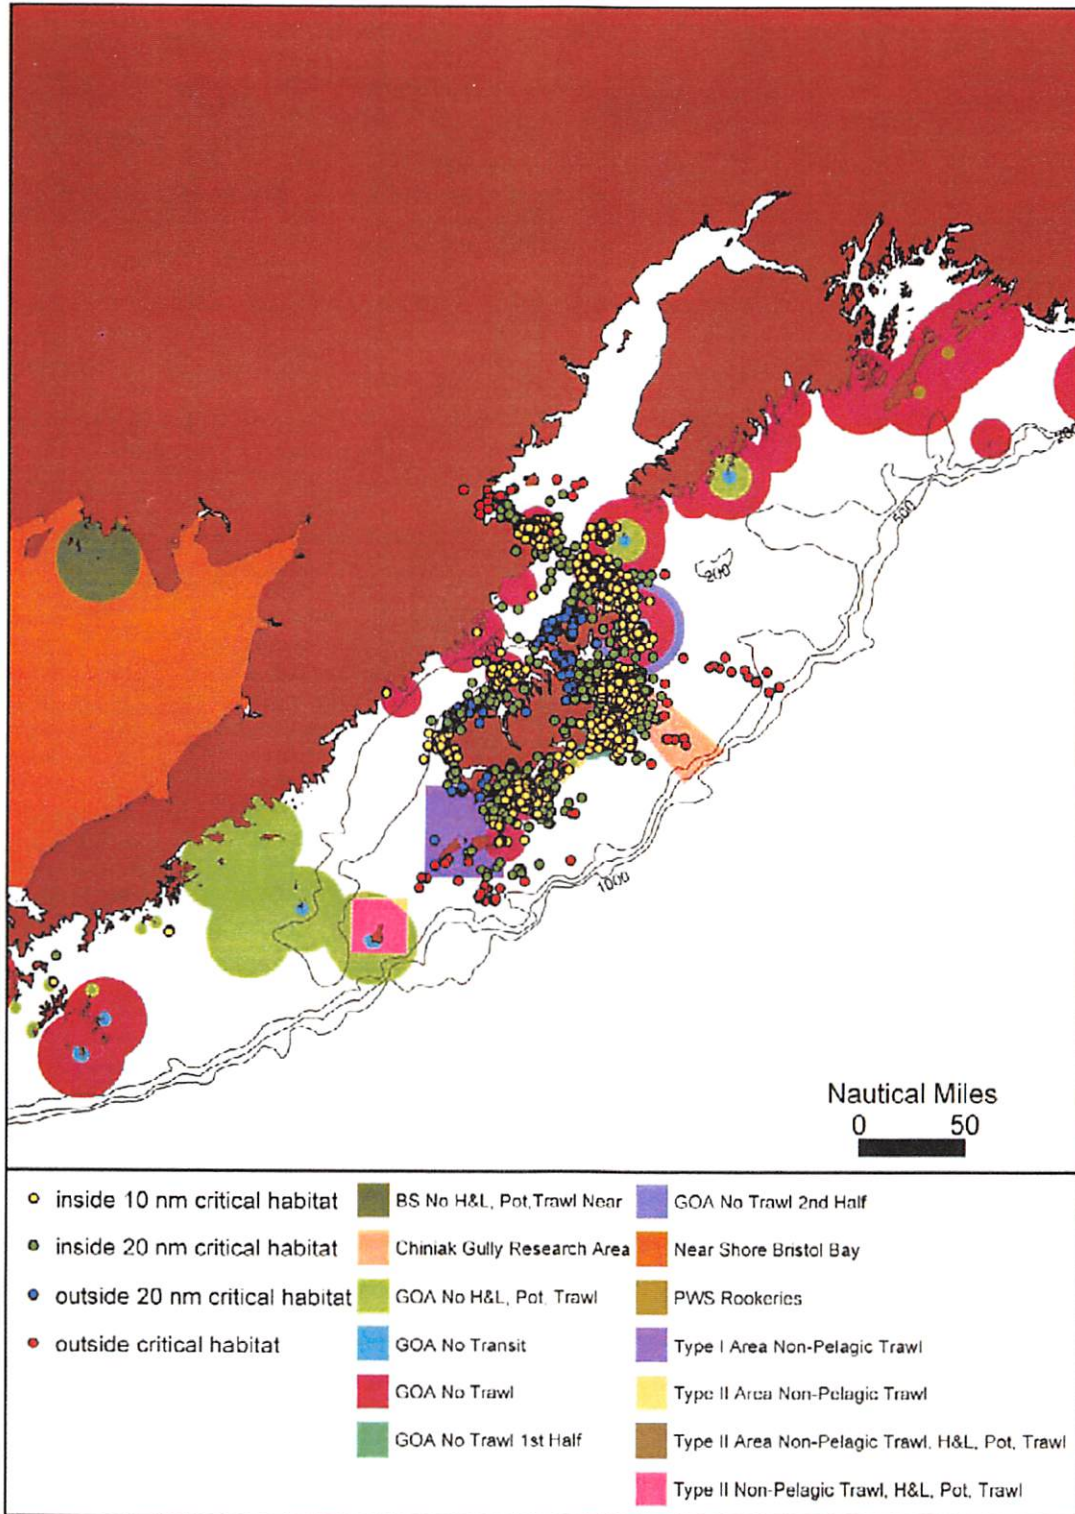 200
500
200
1000
Nautical Miles
0 50
inside 10 nm critical habitat
inside 20 nm critical habitat
outside 20 nm critical habitat
outside critical habitat
BS No H&L, Pot,Trawl Near
Chiniak Gully Research Area
GOA No H&L, Pot, Trawl
GOA No Transit
GOA No Trawl
GOA No Trawl 1st Half
GOA No Trawl 2nd Half
Near Shore Bristol Bay
PWS Rookeries
Type I Area Non-Pelagic Trawl
Type II Area Non-Pelagic Trawl
Type II Area Non-Pelagic Trawl, H&L, Pot, Trawl
Type II Non-Pelagic Trawl, H&L, Pot, Trawl